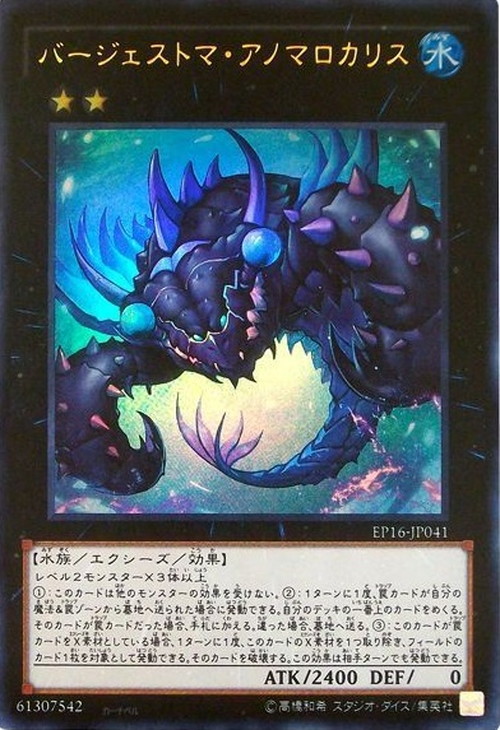 バージェストマ・アノマロカリス
水
EP16-JP041
【水族／エクシーズ／効果】
レベル２モンスター×３体以上
①：このカードは他のモンスターの効果を受けない。②：１ターンに１度、罠カードが自分の
魔法＆罠ゾーンから墓地へ送られた場合に発動できる。自分のデッキの一番上のカードをめくる。
そのカードが罠カードだった場合、手札に加える。違った場合、墓地へ送る。③：このカードが罠
カードをX素材としている場合、１ターンに１度、このカードのX素材を１つ取り除き、フィールドの
カード１枚を対象として発動できる。そのカードを破壊する。この効果は相手ターンでも発動できる。
ATK/2400 DEF/ 0
61307542 カーナベル ©高橋和希 スタジオ・ダイス/集英社